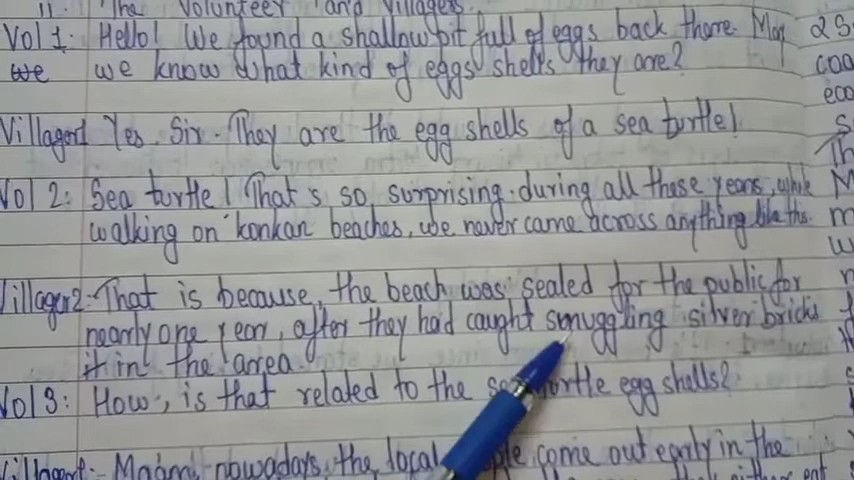 11. The Volunteer and Villagers.
Vol 1: Hello! We found a shallow pit full of eggs back there. May
we we know what kind of eggs shells they are?
Villager1 Yes, Sir. They are the egg shells of a sea turtle!
Vol 2: Sea turtle! That's so surprising. during all these years, while
walking on konkan beaches, we never came across anything like this.
Villager2:- That is because, the beach was sealed for the public for
nearly one year, after they had caught smuggling silver bricks
it in the area.
Vol 3: How, is that related to the sea turtle egg shells?
Villager1:- Ma'am, nowadays, the local people come out early in the